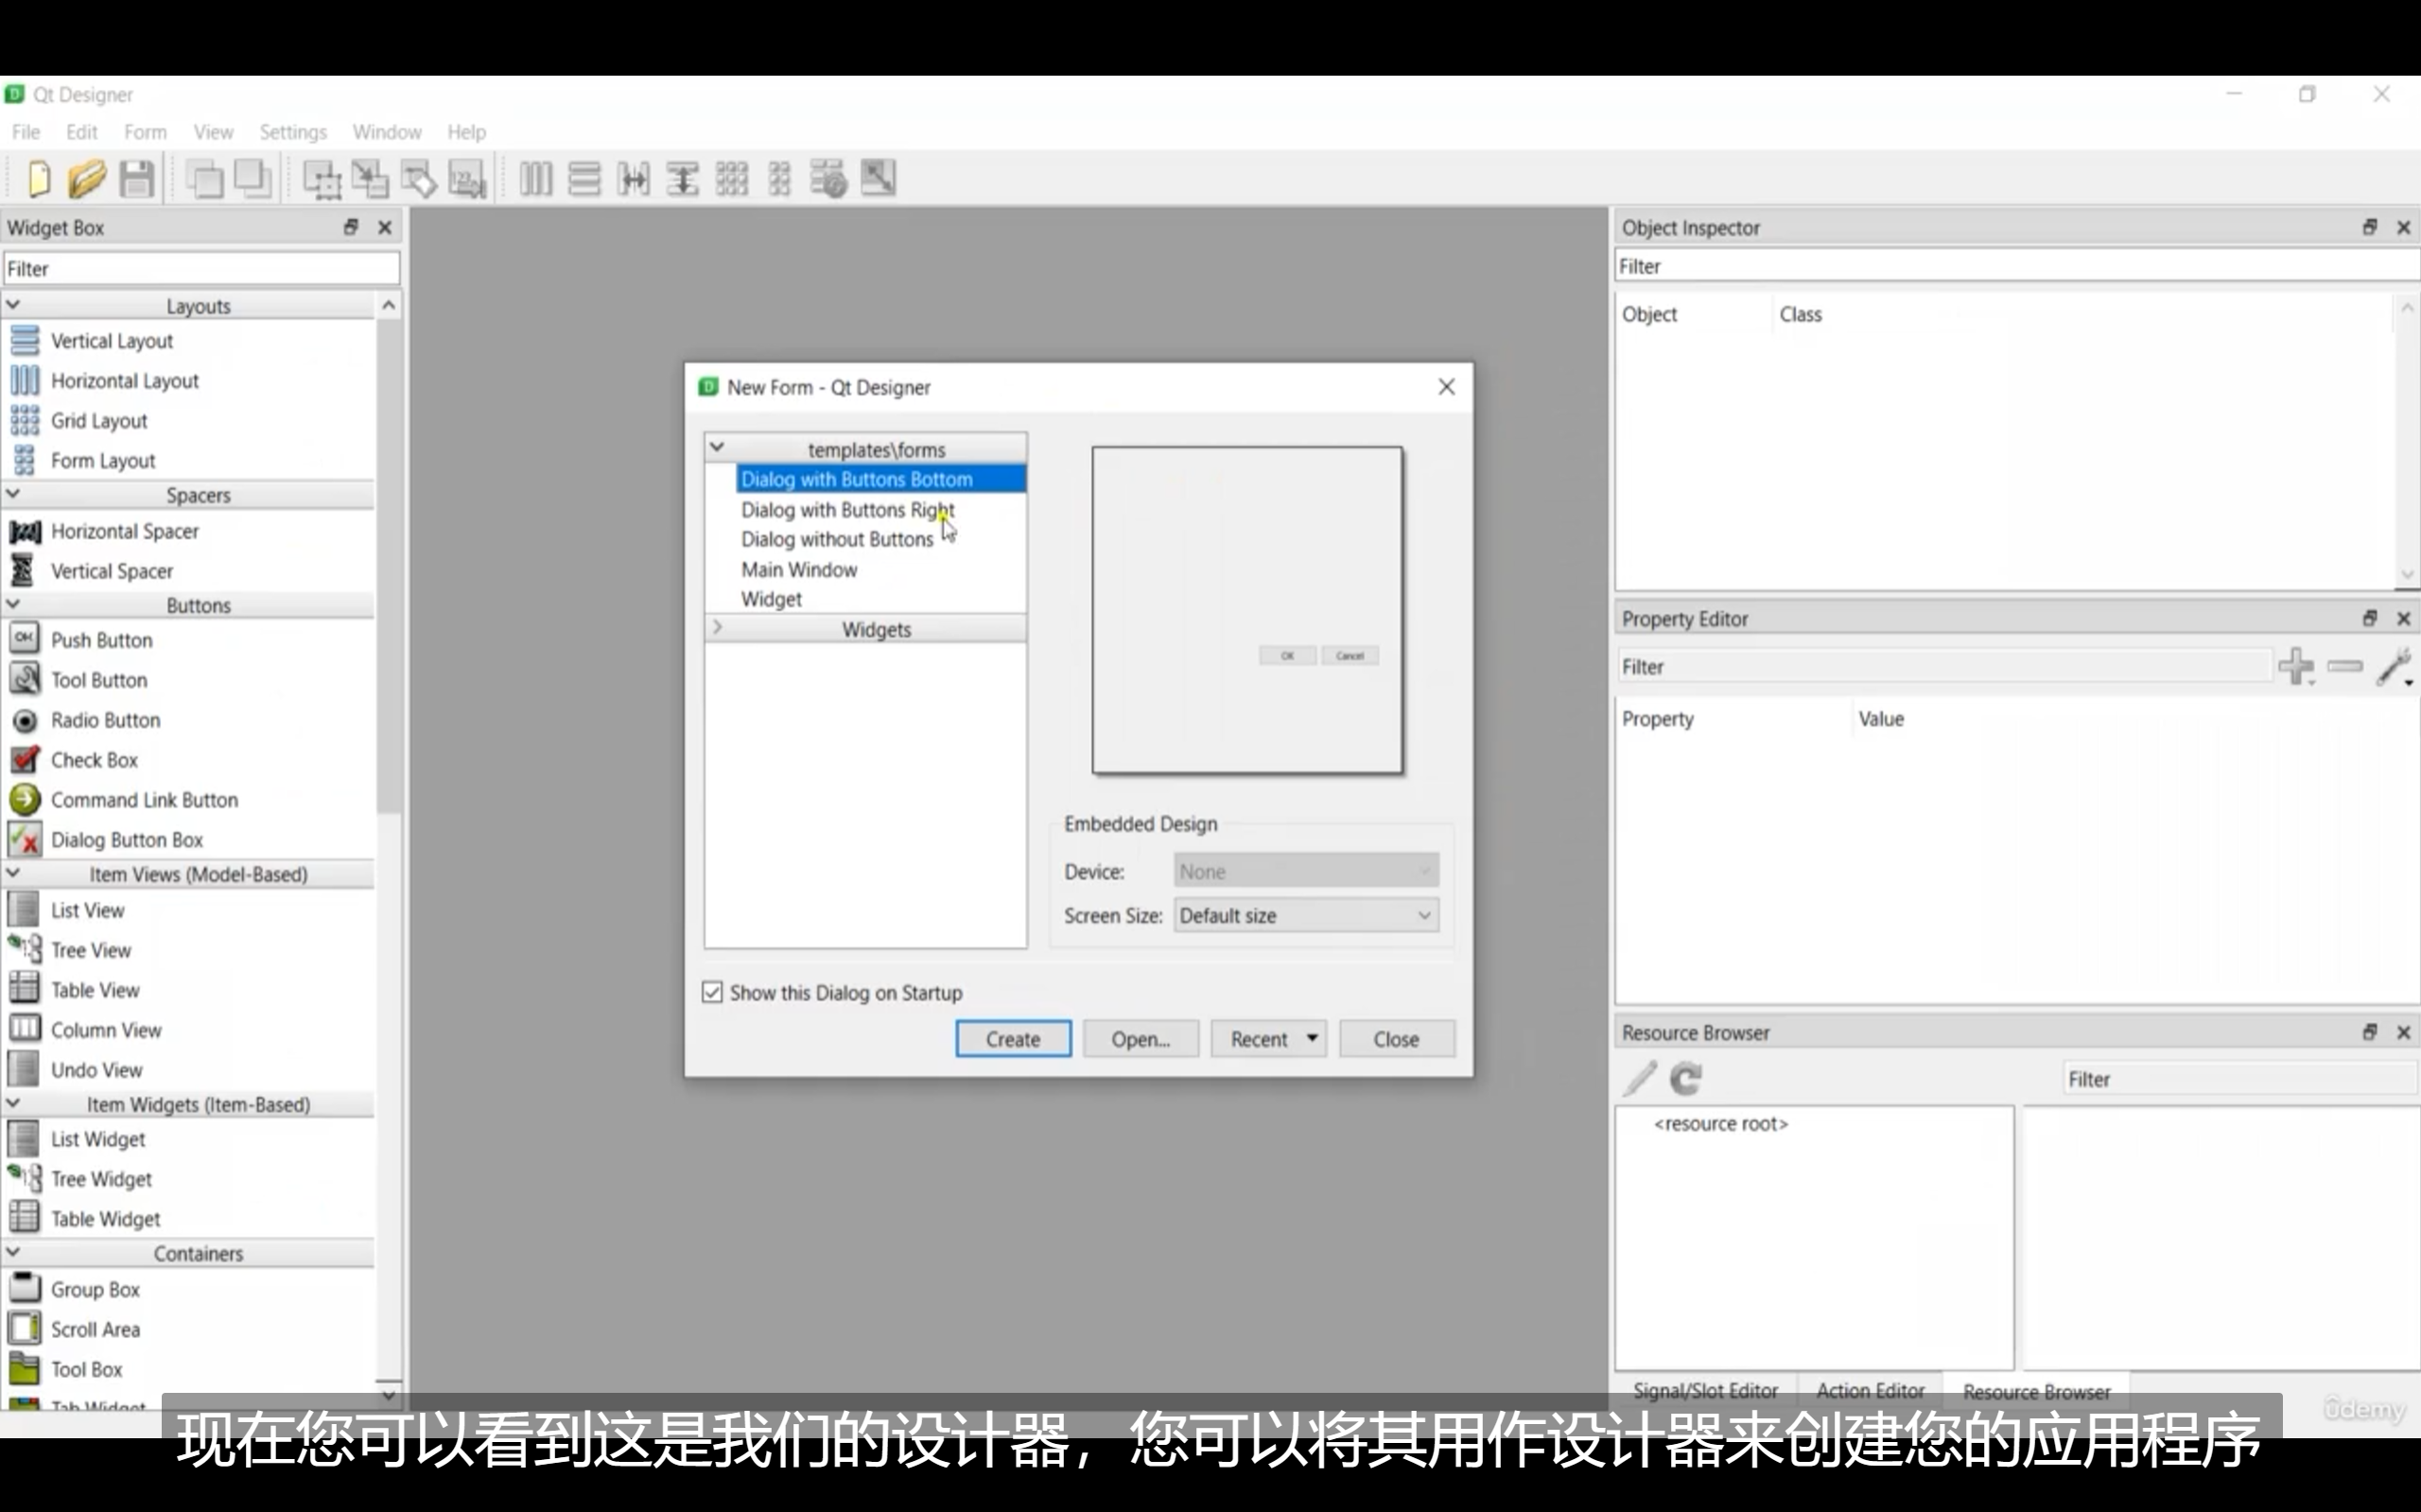 Qt Designer
File Edit Form View Settings Window Help
Widget Box
Filter
Layouts
Vertical Layout
Horizontal Layout
Grid Layout
Form Layout
Spacers
Horizontal Spacer
Vertical Spacer
Buttons
Push Button
Tool Button
Radio Button
Check Box
Command Link Button
Dialog Button Box
Item Views (Model-Based)
List View
Tree View
Table View
Column View
Undo View
Item Widgets (Item-Based)
List Widget
Tree Widget
Table Widget
Containers
Group Box
Scroll Area
Tool Box
Tab Widget
New Form - Qt Designer
templates\forms
Dialog with Buttons Bottom
Dialog with Buttons Right
Dialog without Buttons
Main Window
Widget
Widgets
OK Cancel
Embedded Design
Device: None
Screen Size: Default size
Show this Dialog on Startup
Create Open... Recent Close
Object Inspector
Filter
Object Class
Property Editor
Filter
Property Value
Resource Browser
Filter
<resource root>
Signal/Slot Editor Action Editor Resource Browser
udemy
现在您可以看到这是我们的设计器，您可以将其用作设计器来创建您的应用程序